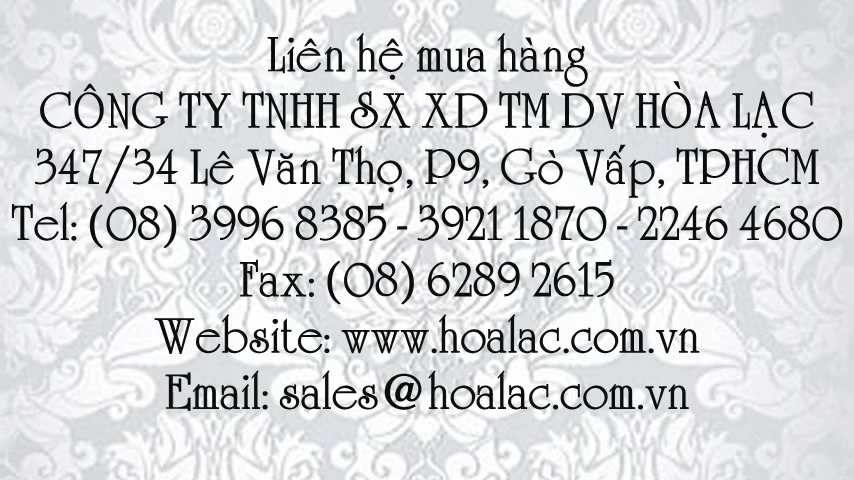 Liên hệ mua hàng
CÔNG TY TNHH SX XD TM DV HÒA LẠC
347/34 Lê Văn Thọ, P9, Gò Vấp, TPHCM
Tel: (08) 3996 8385 - 3921 1870 - 2246 4680
Fax: (08) 6289 2615
Website: www.hoalac.com.vn
Email: sales@hoalac.com.vn